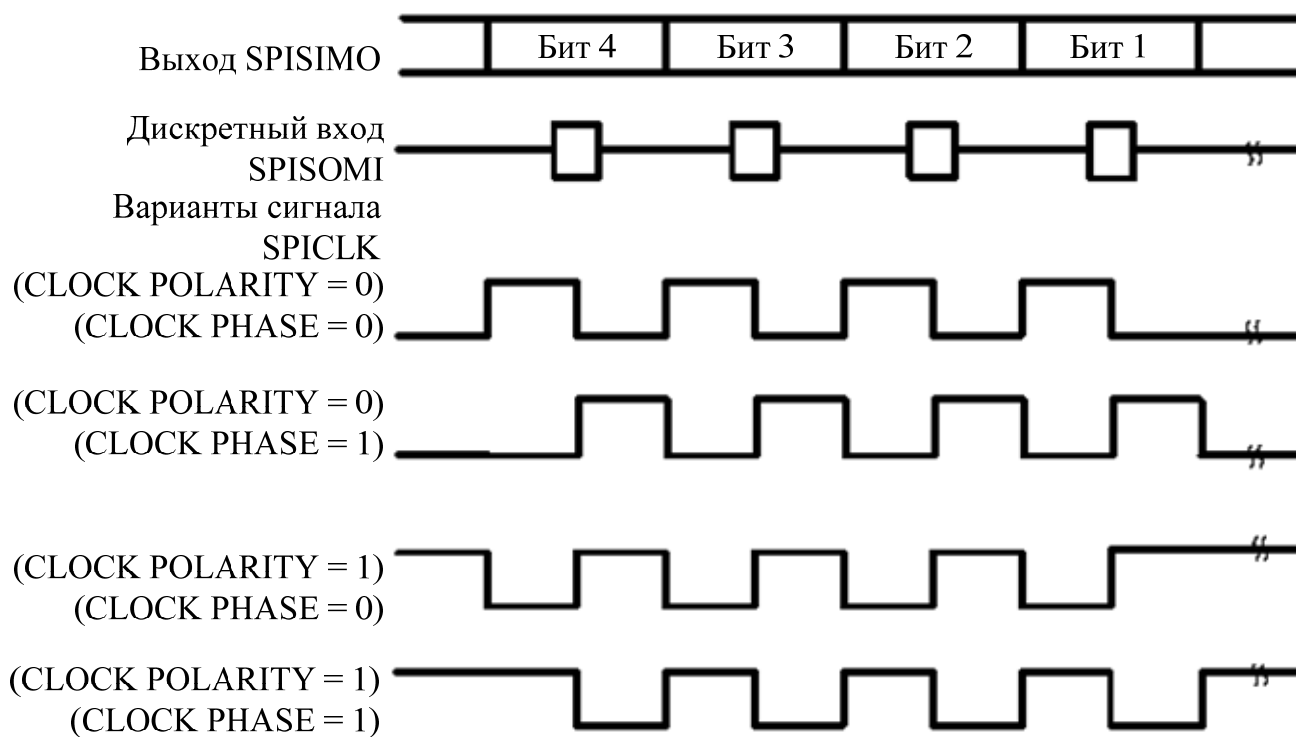 Выход SPISIMO
Бит 4 Бит 3 Бит 2 Бит 1
Дискретный вход
SPISOMI
Варианты сигнала
SPICLK
(CLOCK POLARITY = 0)
(CLOCK PHASE = 0)
(CLOCK POLARITY = 0)
(CLOCK PHASE = 1)
(CLOCK POLARITY = 1)
(CLOCK PHASE = 0)
(CLOCK POLARITY = 1)
(CLOCK PHASE = 1)